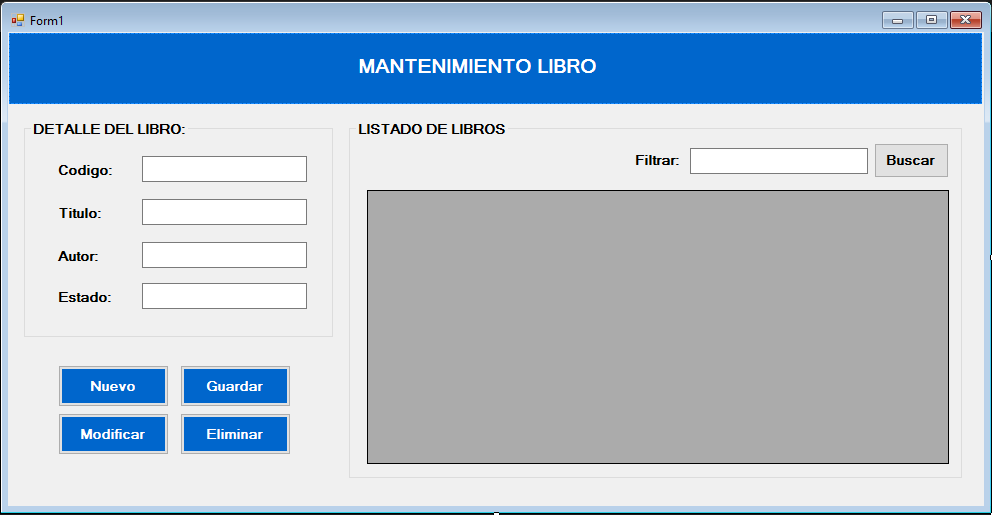 Form1
MANTENIMIENTO LIBRO
DETALLE DEL LIBRO:
Codigo:
Titulo:
Autor:
Estado:
Nuevo Guardar
Modificar Eliminar
LISTADO DE LIBROS
Filtrar: Buscar